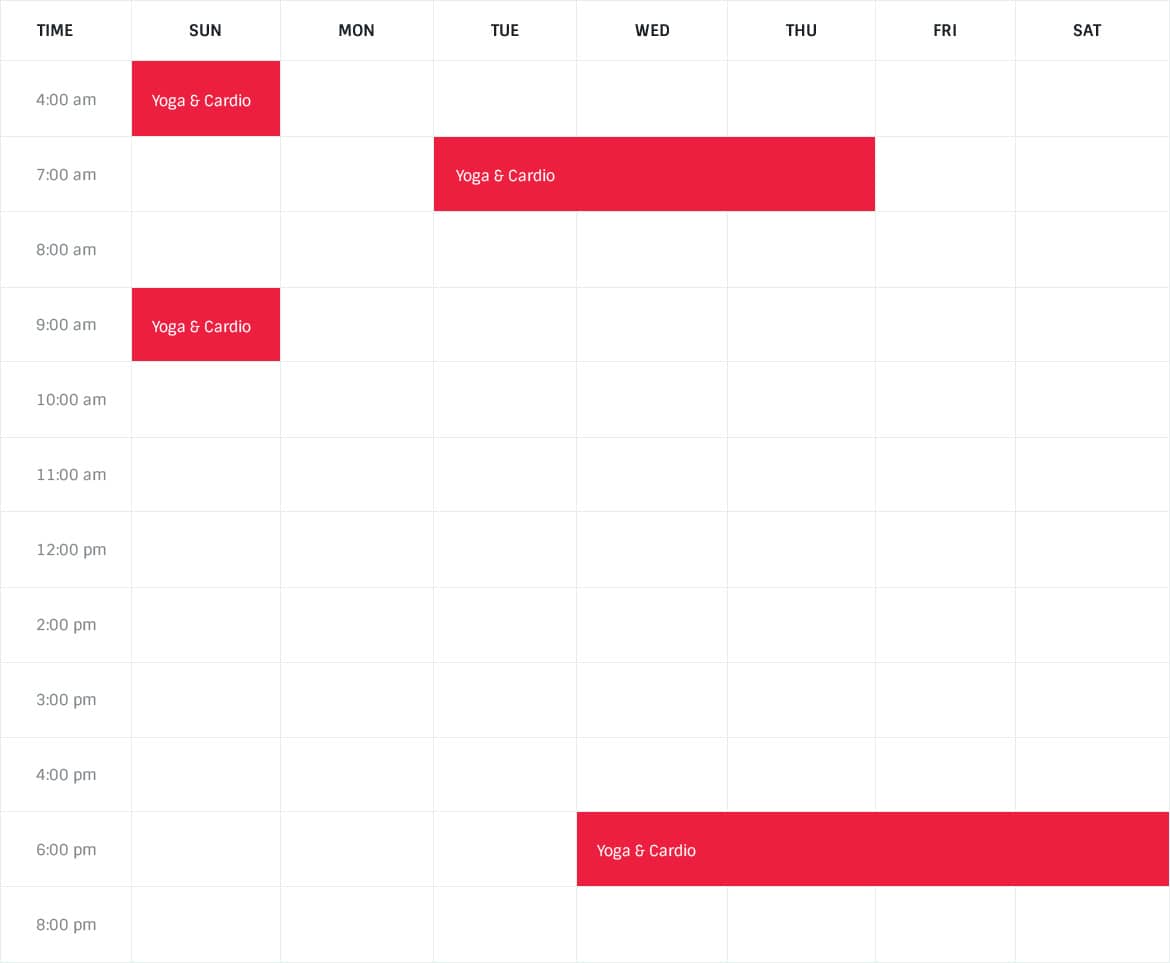 TIME SUN MON TUE WED THU FRI SAT
4:00 am Yoga & Cardio
7:00 am Yoga & Cardio
8:00 am
9:00 am Yoga & Cardio
10:00 am
11:00 am
12:00 pm
2:00 pm
3:00 pm
4:00 pm
6:00 pm Yoga & Cardio
8:00 pm